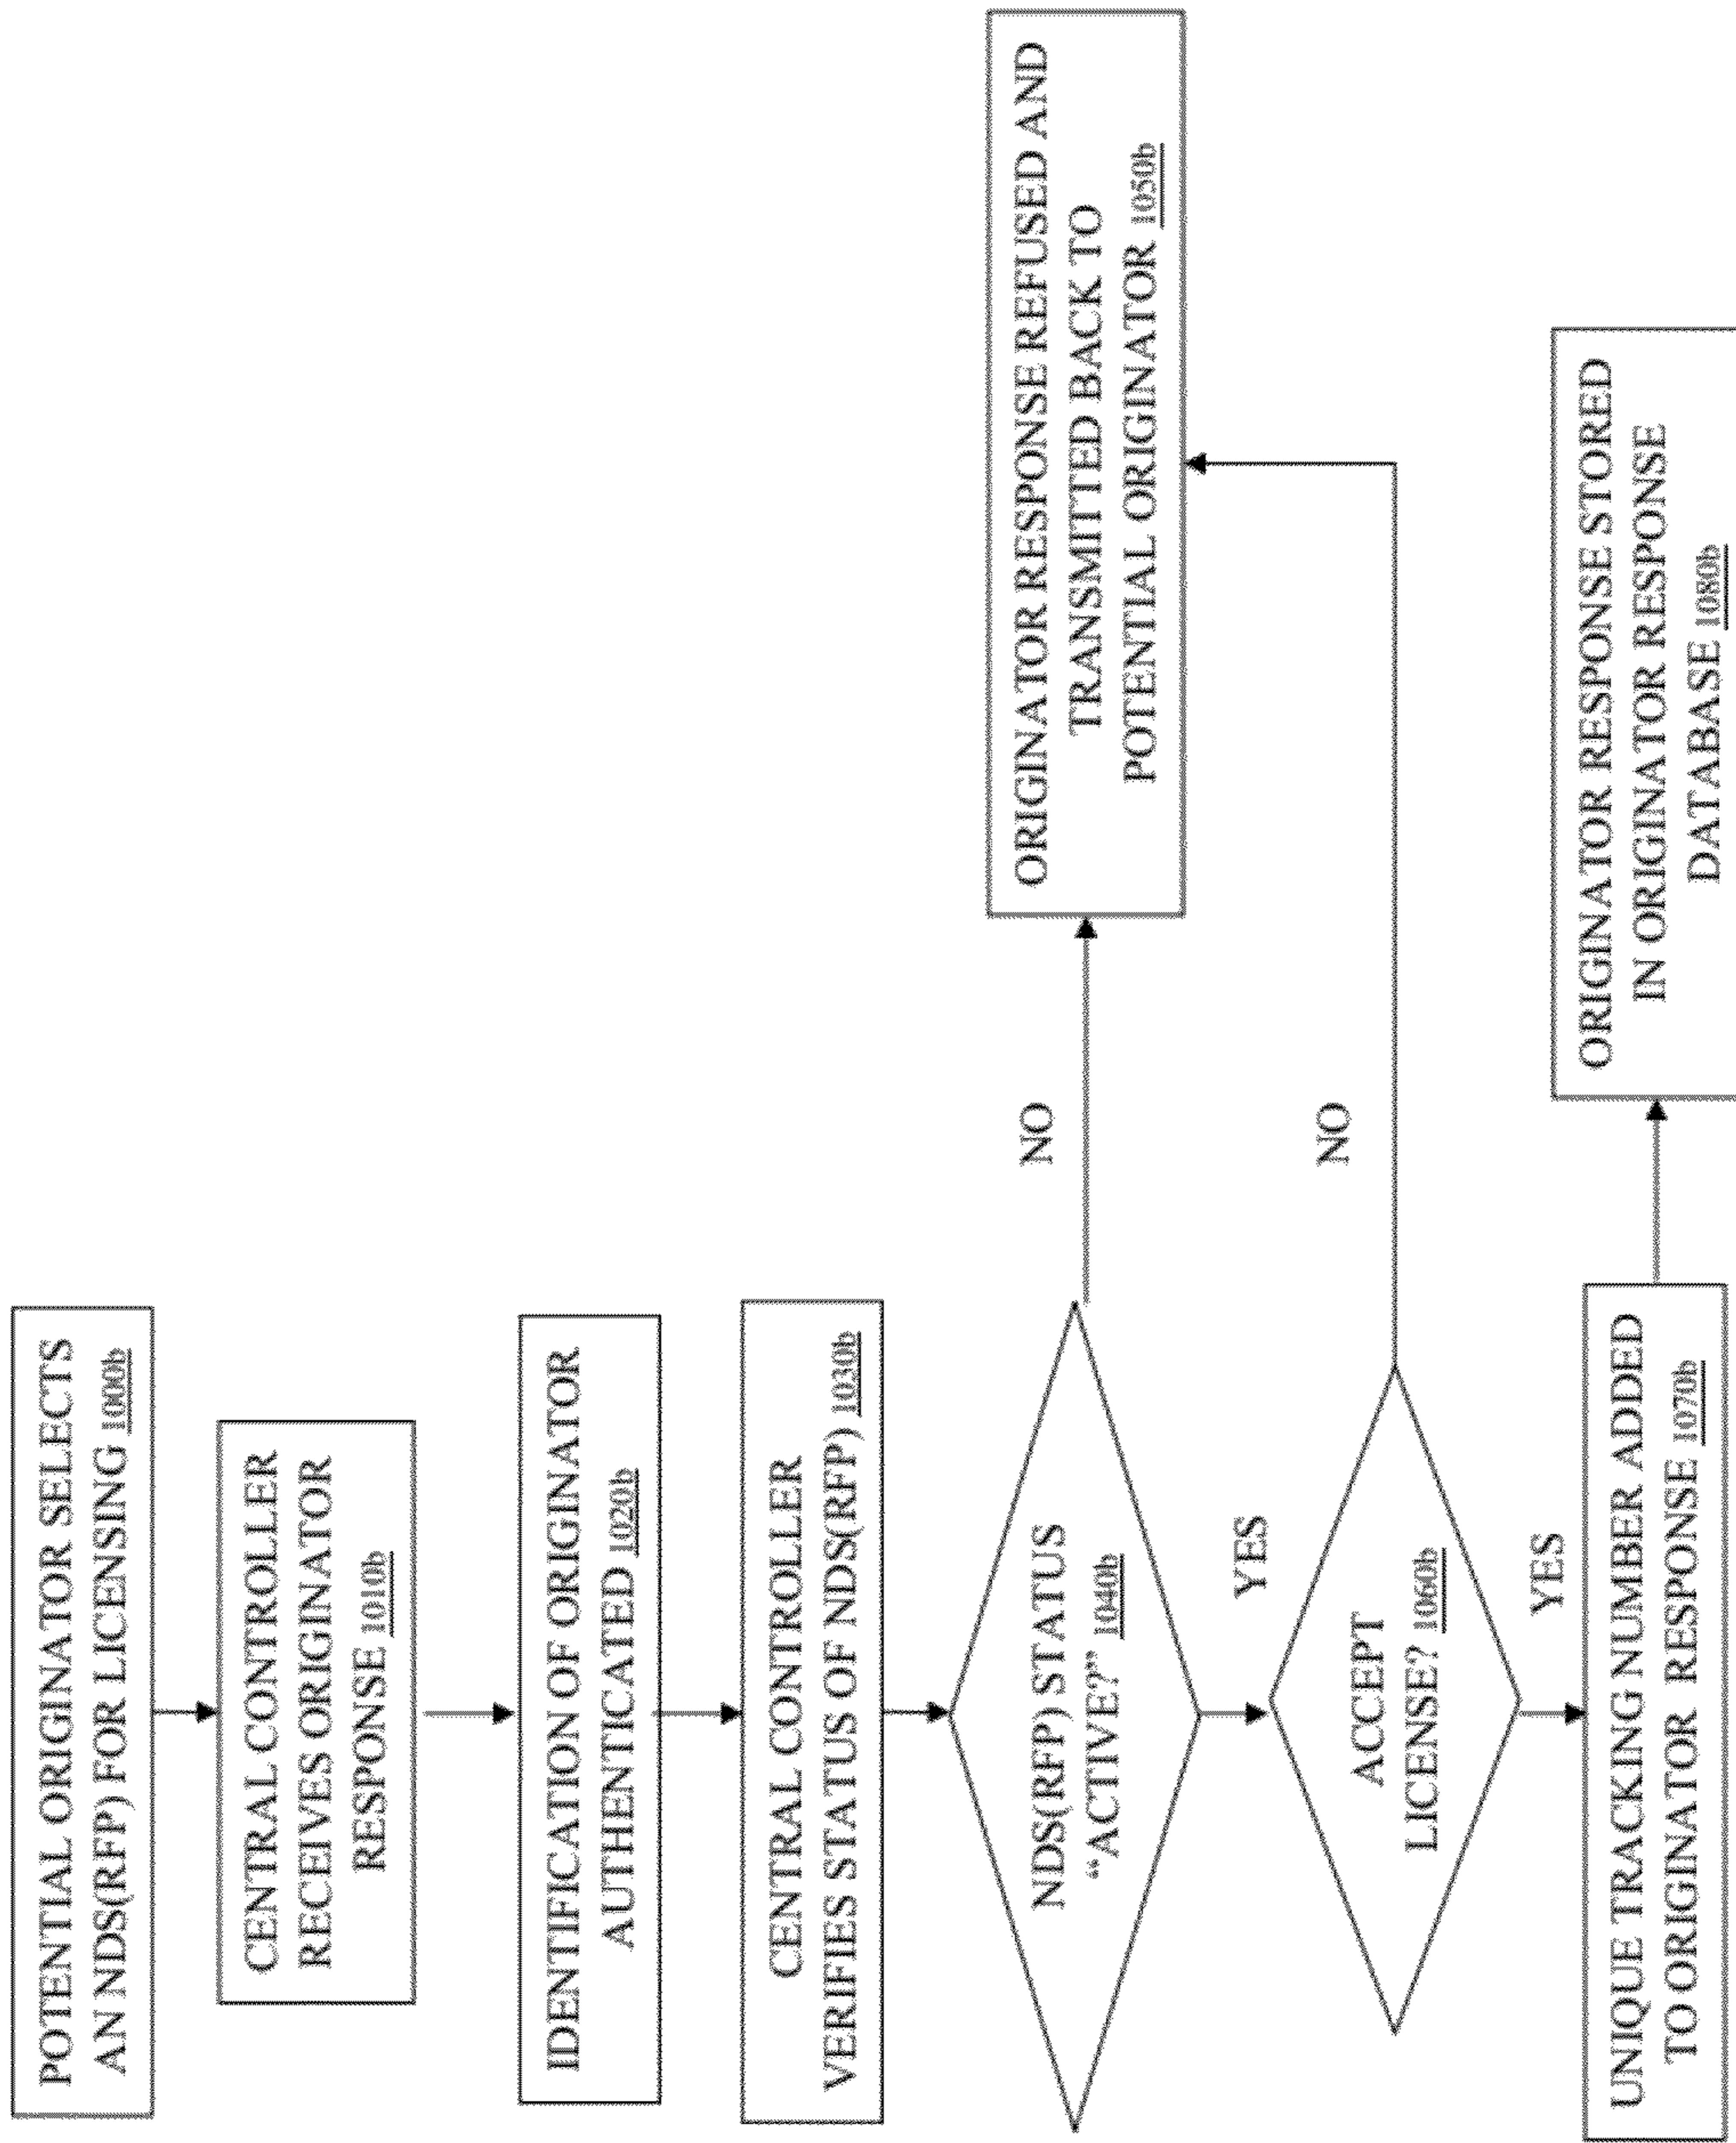 POTENTIAL ORIGINATOR SELECTS
AN NDS(RFP) FOR LICENSING 1000b
CENTRAL CONTROLLER
RECEIVES ORIGINATOR
RESPONSE 1010b
IDENTIFICATION OF ORIGINATOR
AUTHENTICATED 1020b
CENTRAL CONTROLLER
VERIFIES STATUS OF NDS(RFP) 1030b
NDS(RFP) STATUS
“ACTIVE?” 1040b
NO
ORIGINATOR RESPONSE REFUSED AND
TRANSMITTED BACK TO
POTENTIAL ORIGINATOR 1050b
YES
ACCEPT
LICENSE? 1060b
NO
YES
UNIQUE TRACKING NUMBER ADDED
TO ORIGINATOR RESPONSE 1070b
ORIGINATOR RESPONSE STORED
IN ORIGINATOR RESPONSE
DATABASE 1080b